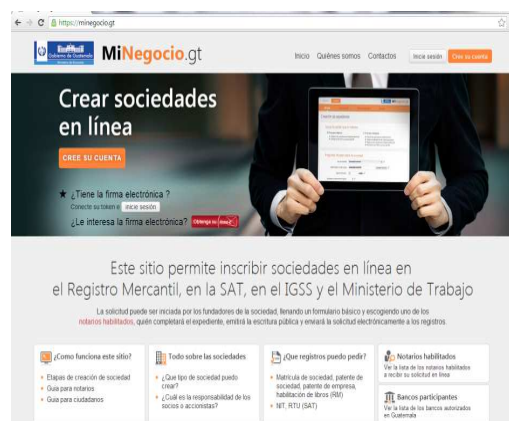 https://minegocio.gt
Gobierno de Guatemala
MiNegocio.gt
Inicio Quiénes somos Contactos Inicie sesión Cree su cuenta
Crear sociedades
en línea
CREE SU CUENTA
¿Tiene la firma electrónica ?
Conecte su token e inicie sesión
¿Le interesa la firma electrónica? Obtenga su
Este sitio permite inscribir sociedades en línea en
el Registro Mercantil, en la SAT, en el IGSS y el Ministerio de Trabajo
La solicitud puede ser iniciada por los fundadores de la sociedad, llenando un formulario básico y escogiendo uno de los
notarios habilitados, quién completará el expediente, emitirá la escritura pública y enviará la solicitud electrónicamente a los registros.
¿Como funciona este sitio?
Etapas de creación de sociedad
Guia para notarios
Guia para ciudadanos
Todo sobre las sociedades
¿Que tipo de sociedad puedo
crear?
¿Cuál es la responsabilidad de los
socios o accionistas?
¿Que registros puedo pedir?
Matricula de sociedad, patente de
sociedad, patente de empresa,
habilitación de libros (RM)
NIT, RTU (SAT)
Notarios habilitados
Ver la lista de los notarios habilitados
a recibir su solicitud en línea
Bancos participantes
Ver la lista de los bancos autorizados
en Guatemala